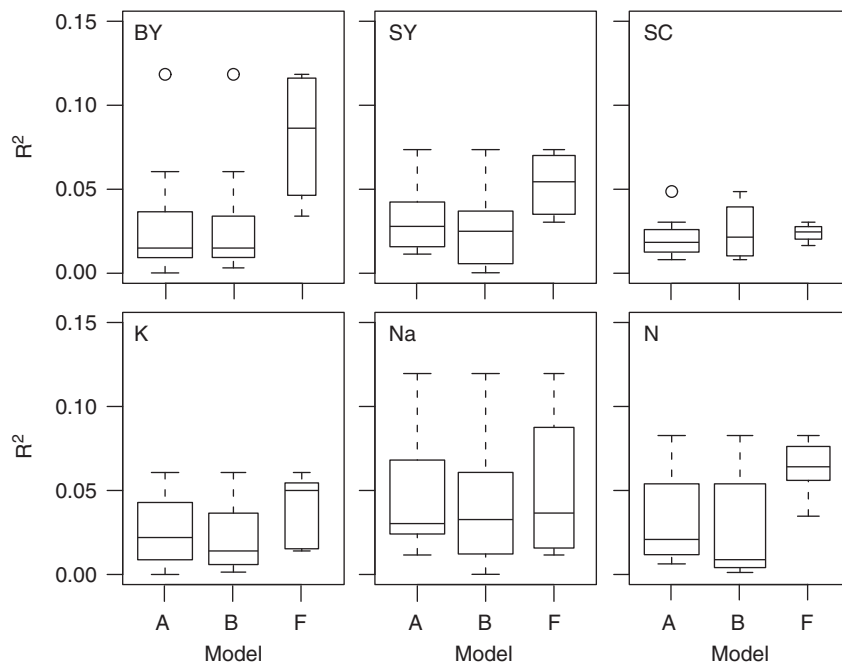 0.15
0.10
0.05
0.00
R²
BY
SY
SC
0.15
0.10
0.05
0.00
R²
K
Na
N
A B F
A B F
A B F
Model
Model
Model